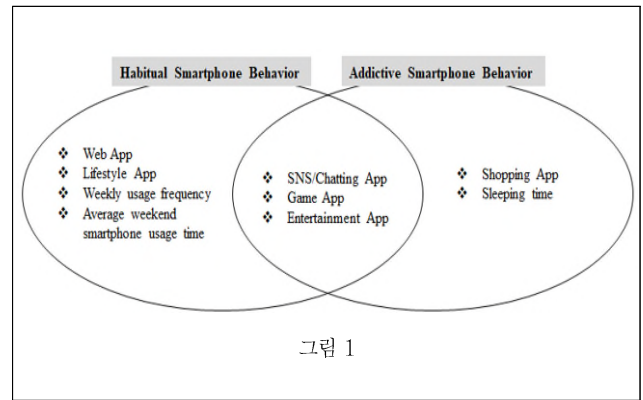 Habitual Smartphone Behavior
Addictive Smartphone Behavior
❖ Web App
❖ Lifestyle App
❖ Weekly usage frequency
❖ Average weekend
smartphone usage time
❖ SNS/Chatting App
❖ Game App
❖ Entertainment App
❖ Shopping App
❖ Sleeping time
그림 1